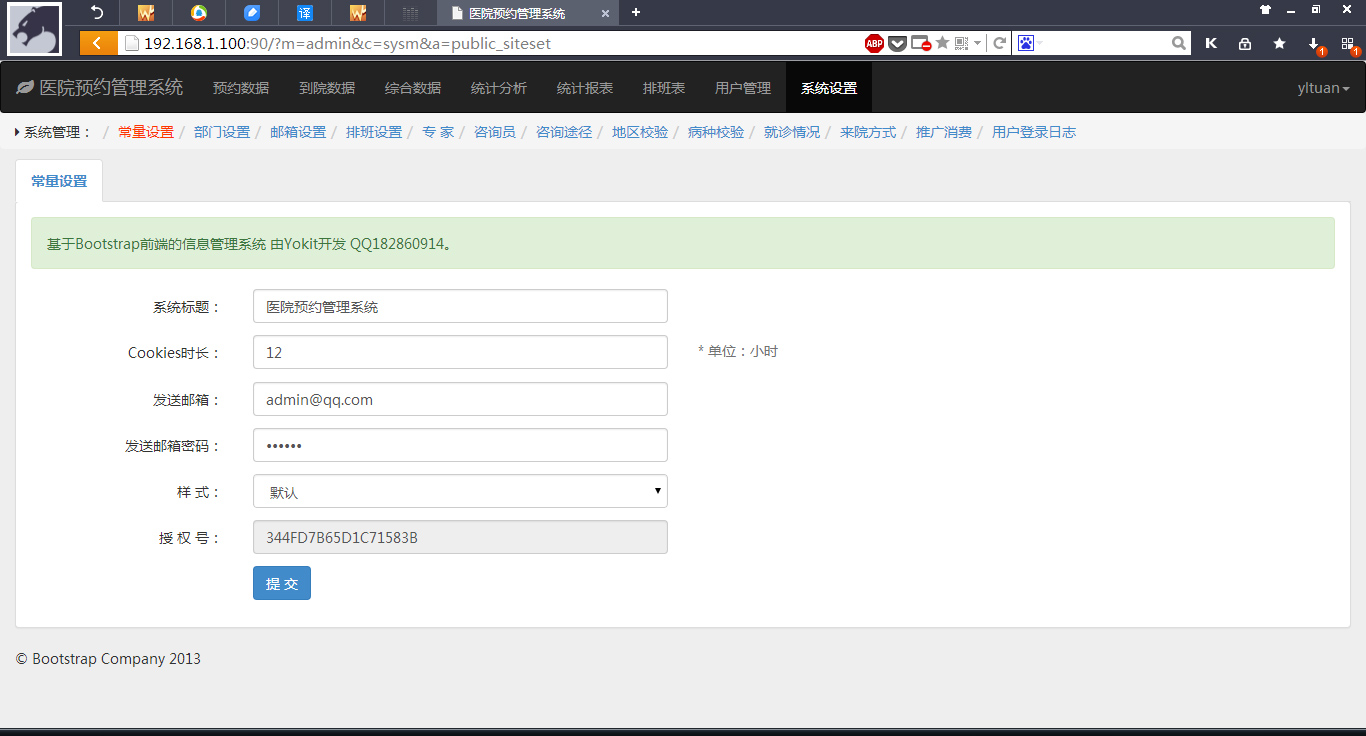 医院预约管理系统
192.168.1.100:90/?m=admin&c=sysm&a=public_siteset
ABP
译
K
1
1
医院预约管理系统 预约数据 到院数据 综合数据 统计分析 统计报表 排班表 用户管理 系统设置 yltuan
系统管理： / 常量设置 / 部门设置 / 邮箱设置 / 排班设置 / 专 家 / 咨询员 / 咨询途径 / 地区校验 / 病种校验 / 就诊情况 / 来院方式 / 推广消费 / 用户登录日志
常量设置
基于Bootstrap前端的信息管理系统 由Yokit开发 QQ182860914。
系统标题： 医院预约管理系统
Cookies时长： 12 * 单位：小时
发送邮箱： admin@qq.com
发送邮箱密码： ••••••
样 式： 默认
授 权 号： 344FD7B65D1C71583B
提 交
© Bootstrap Company 2013